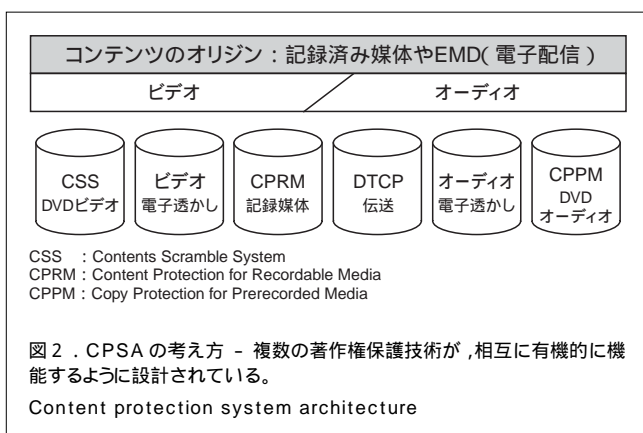 コンテンツのオリジン：記録済み媒体やEMD（電子配信）
ビデオ
オーディオ
CSS
DVDビデオ
ビデオ
電子透かし
CPRM
記録媒体
DTCP
伝送
オーディオ
電子透かし
CPPM
DVD
オーディオ
CSS ：Contents Scramble System
CPRM：Content Protection for Recordable Media
CPPM：Copy Protection for Prerecorded Media
図2．CPSAの考え方 － 複数の著作権保護技術が，相互に有機的に機
能するように設計されている。
Content protection system architecture